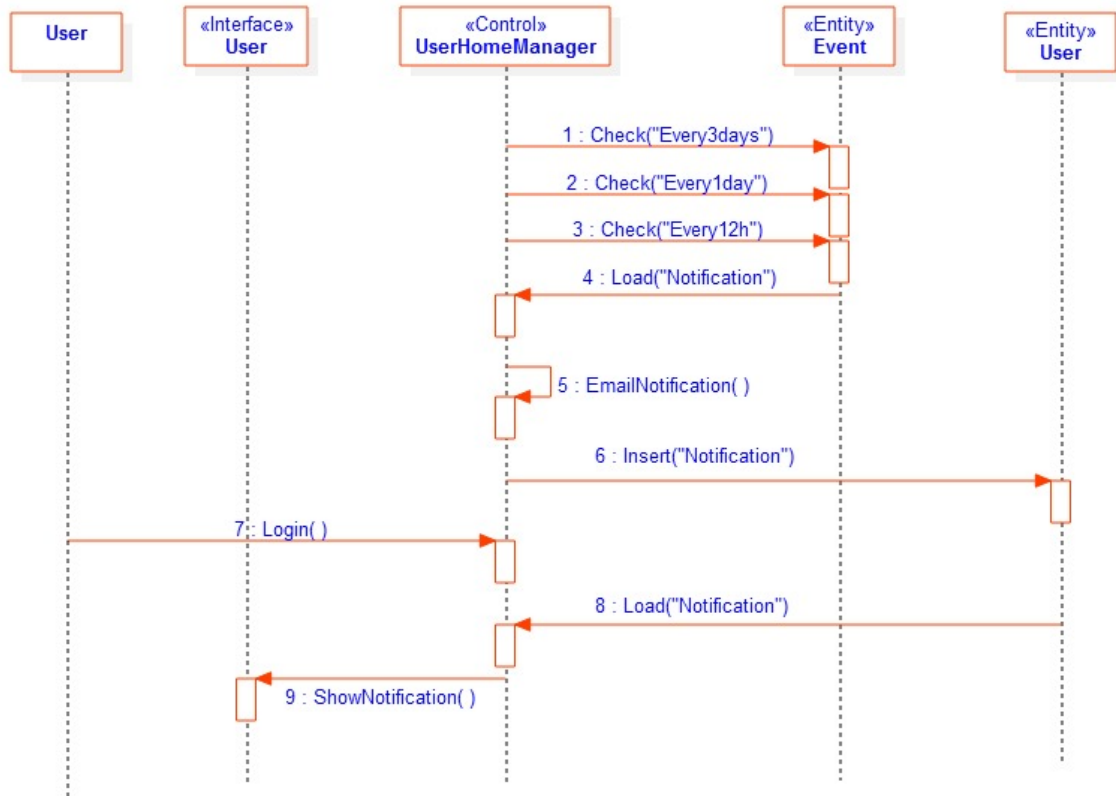 User
«Interface»
User
«Control»
UserHomeManager
«Entity»
Event
«Entity»
User
1 : Check("Every3days")
2 : Check("Every1day")
3 : Check("Every12h")
4 : Load("Notification")
5 : EmailNotification( )
6 : Insert("Notification")
7 : Login( )
8 : Load("Notification")
9 : ShowNotification( )